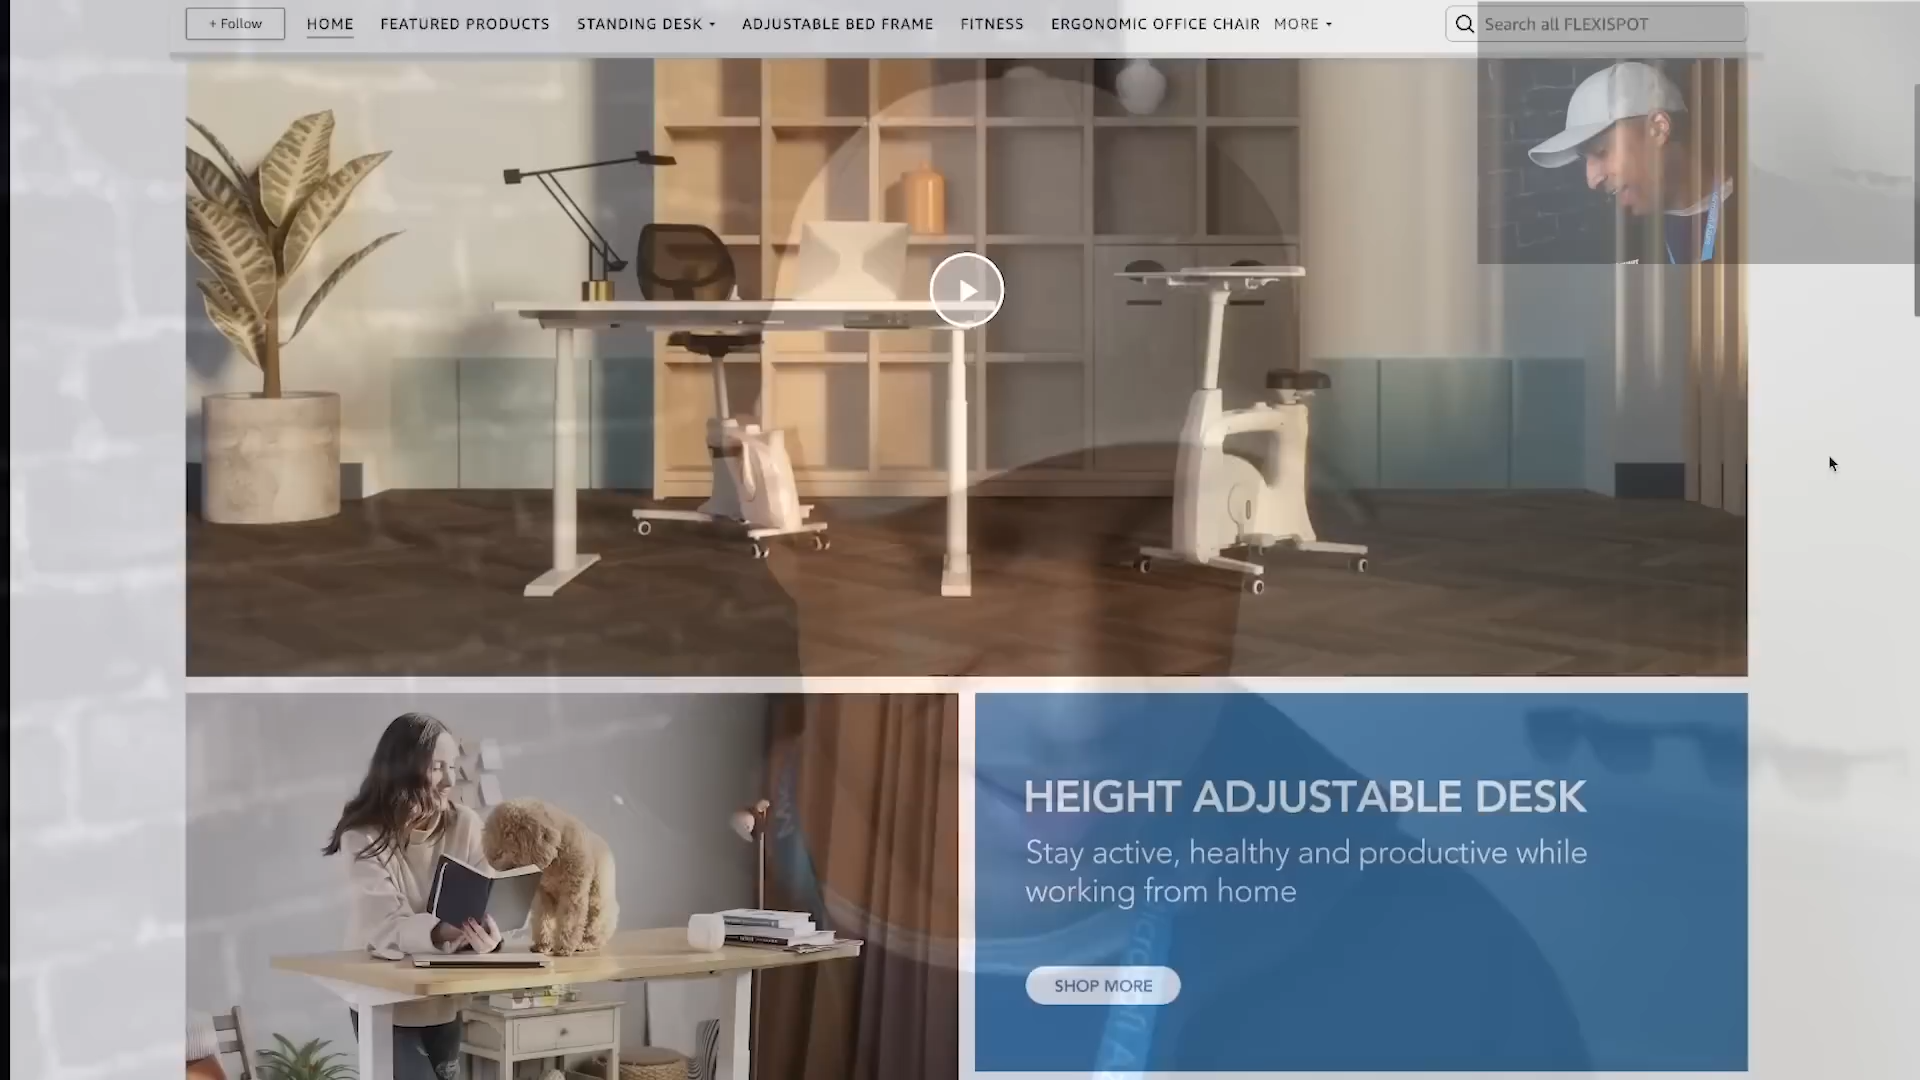 + Follow
HOME
FEATURED PRODUCTS
STANDING DESK
ADJUSTABLE BED FRAME
FITNESS
ERGONOMIC OFFICE CHAIR
MORE
Search all FLEXISPOT
HEIGHT ADJUSTABLE DESK
Stay active, healthy and productive while
working from home
SHOP MORE